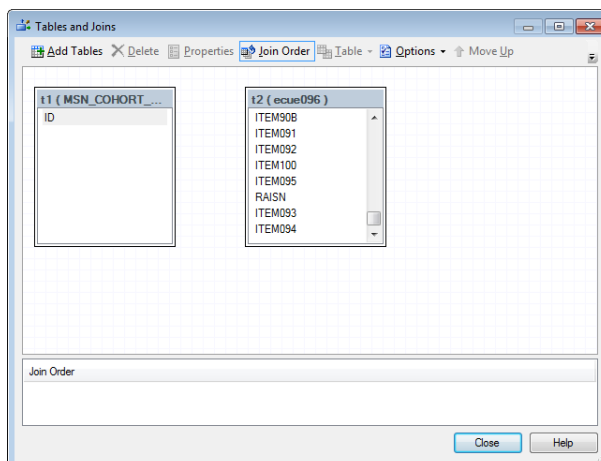 Tables and Joins
Add Tables Delete Properties Join Order Table Options Move Up
t1 ( MSN_COHORT_...
ID
t2 ( ecue096 )
ITEM90B
ITEM091
ITEM092
ITEM100
ITEM095
RAISN
ITEM093
ITEM094
Join Order
Close Help